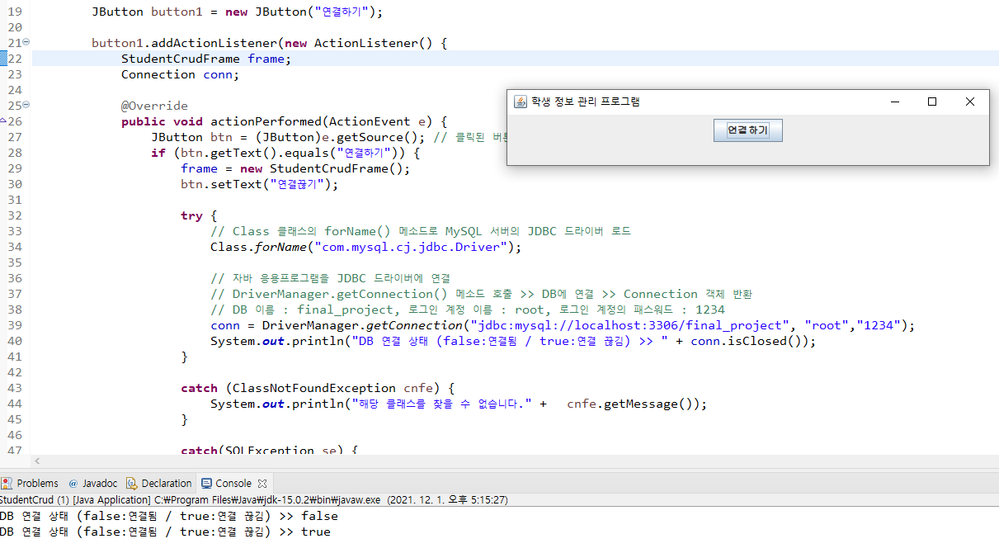 19 JButton button1 = new JButton("연결하기");
20
21 button1.addActionListener(new ActionListener() {
22 StudentCrudFrame frame;
23 Connection conn;
24
25 @Override
26 public void actionPerformed(ActionEvent e) {
27 JButton btn = (JButton)e.getSource(); // 클릭된 버튼
28 if (btn.getText().equals("연결하기")) {
29 frame = new StudentCrudFrame();
30 btn.setText("연결끊기");
31
32 try {
33 // Class 클래스의 forName() 메소드로 MySQL 서버의 JDBC 드라이버 로드
34 Class.forName("com.mysql.cj.jdbc.Driver");
35
36 // 자바 응용프로그램을 JDBC 드라이버에 연결
37 // DriverManager.getConnection() 메소드 호출 >> DB에 연결 >> Connection 객체 반환
38 // DB 이름 : final_project, 로그인 계정 이름 : root, 로그인 계정의 패스워드 : 1234
39 conn = DriverManager.getConnection("jdbc:mysql://localhost:3306/final_project", "root","1234");
40 System.out.println("DB 연결 상태 (false:연결됨 / true:연결 끊김) >> " + conn.isClosed());
41 }
42
43 catch (ClassNotFoundException cnfe) {
44 System.out.println("해당 클래스를 찾을 수 없습니다." + cnfe.getMessage());
45 }
46
47 catch(SQLException se) {
학생 정보 관리 프로그램
연결하기
Problems @ Javadoc Declaration Console
StudentCrud (1) [Java Application] C:₩Program Files₩Java₩jdk-15.0.2₩bin₩javaw.exe (2021. 12. 1. 오후 5:15:27)
DB 연결 상태 (false:연결됨 / true:연결 끊김) >> false
DB 연결 상태 (false:연결됨 / true:연결 끊김) >> true